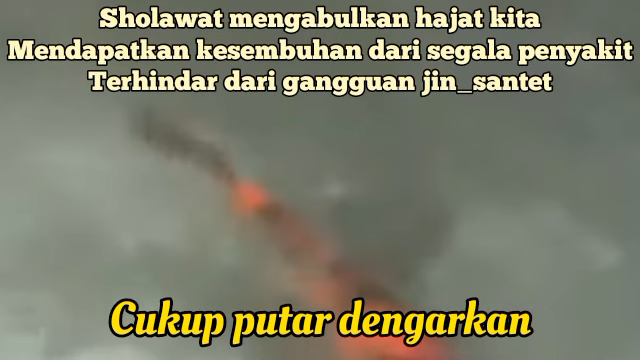 Sholawat mengabulkan hajat kita
Mendapatkan kesembuhan dari segala penyakit
Terhindar dari gangguan jin_santet
Cukup putar dengarkan